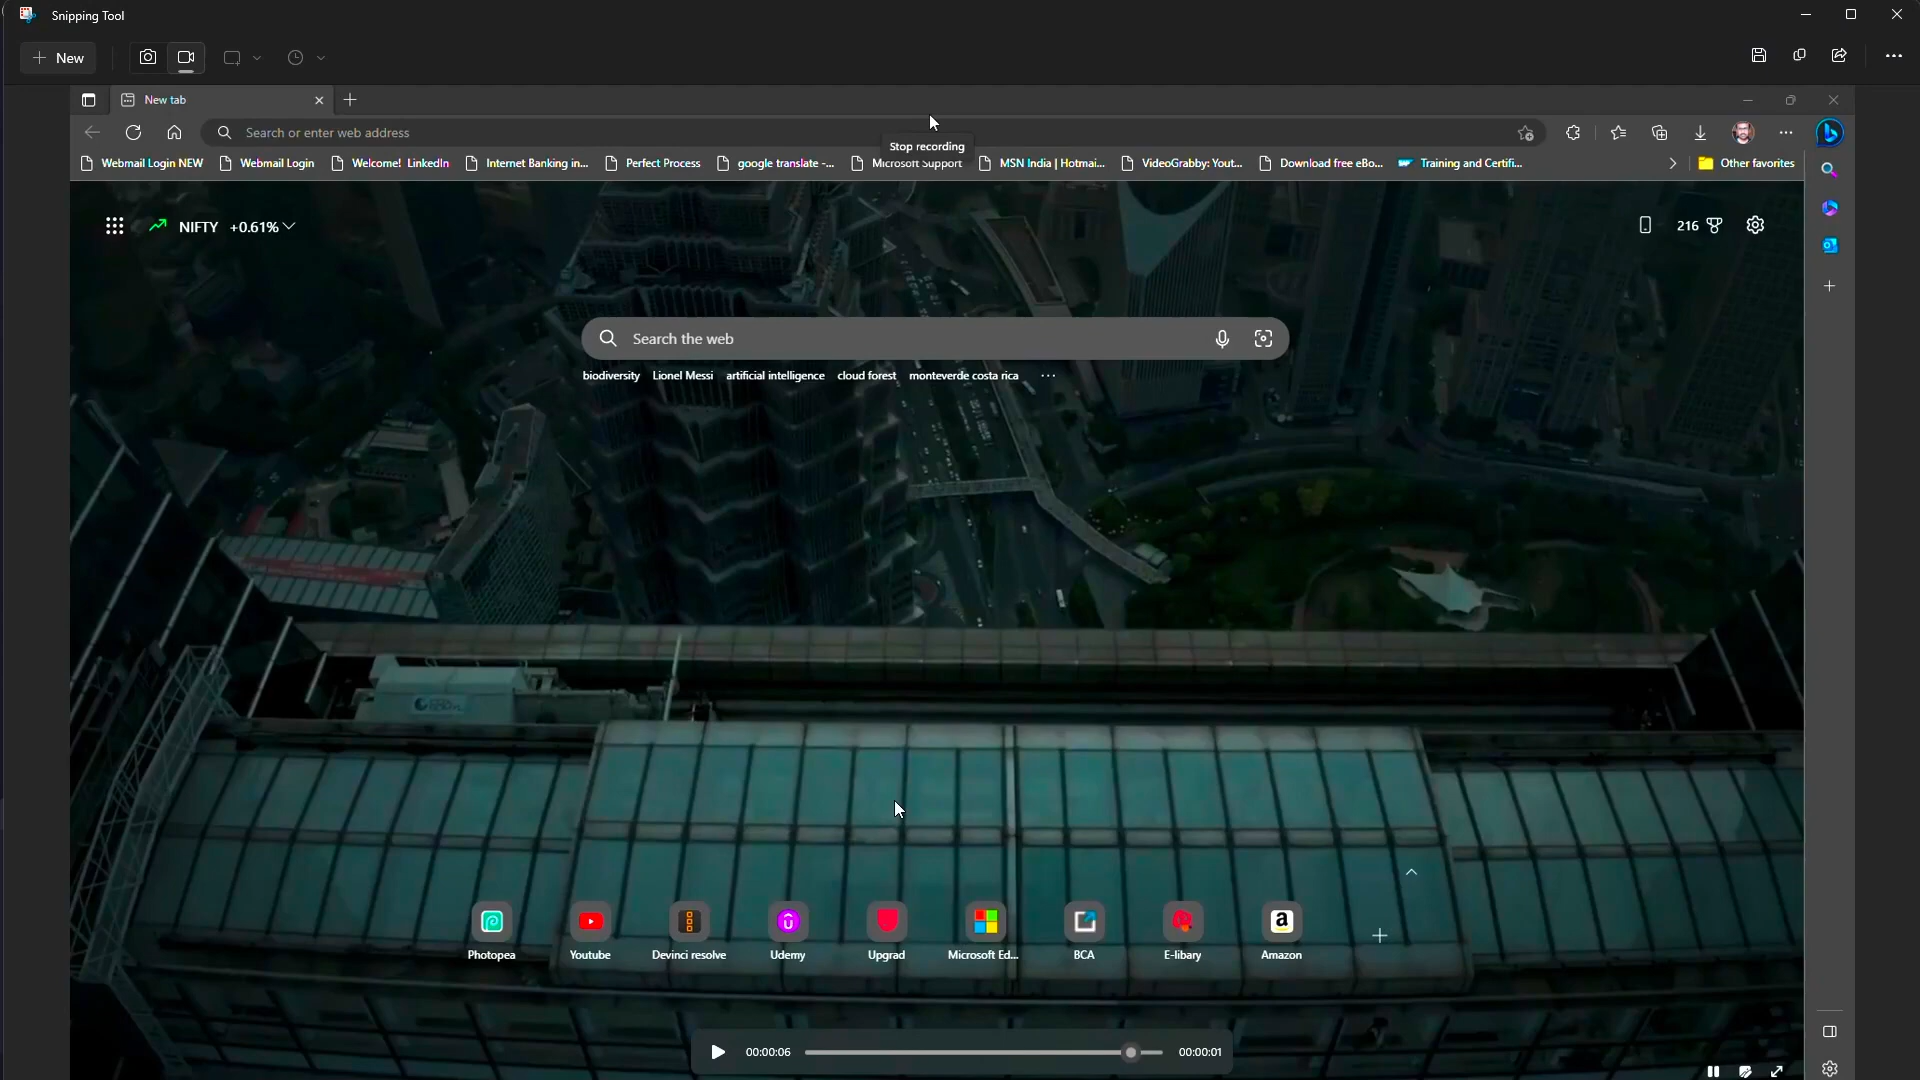 Snipping Tool
New
New tab
Search or enter web address
Stop recording
Webmail Login NEW Webmail Login Welcome! LinkedIn Internet Banking in... Perfect Process google translate -... Microsoft Support MSN India | Hotmai... VideoGrabby: Yout... Download free eBo... Training and Certifi... Other favorites
NIFTY +0.61%
216
Search the web
biodiversity Lionel Messi artificial intelligence cloud forest monteverde costa rica ...
Photopea Youtube Devinci resolve Udemy Upgrad Microsoft Ed... BCA E-libary Amazon
00:00:06 00:00:01